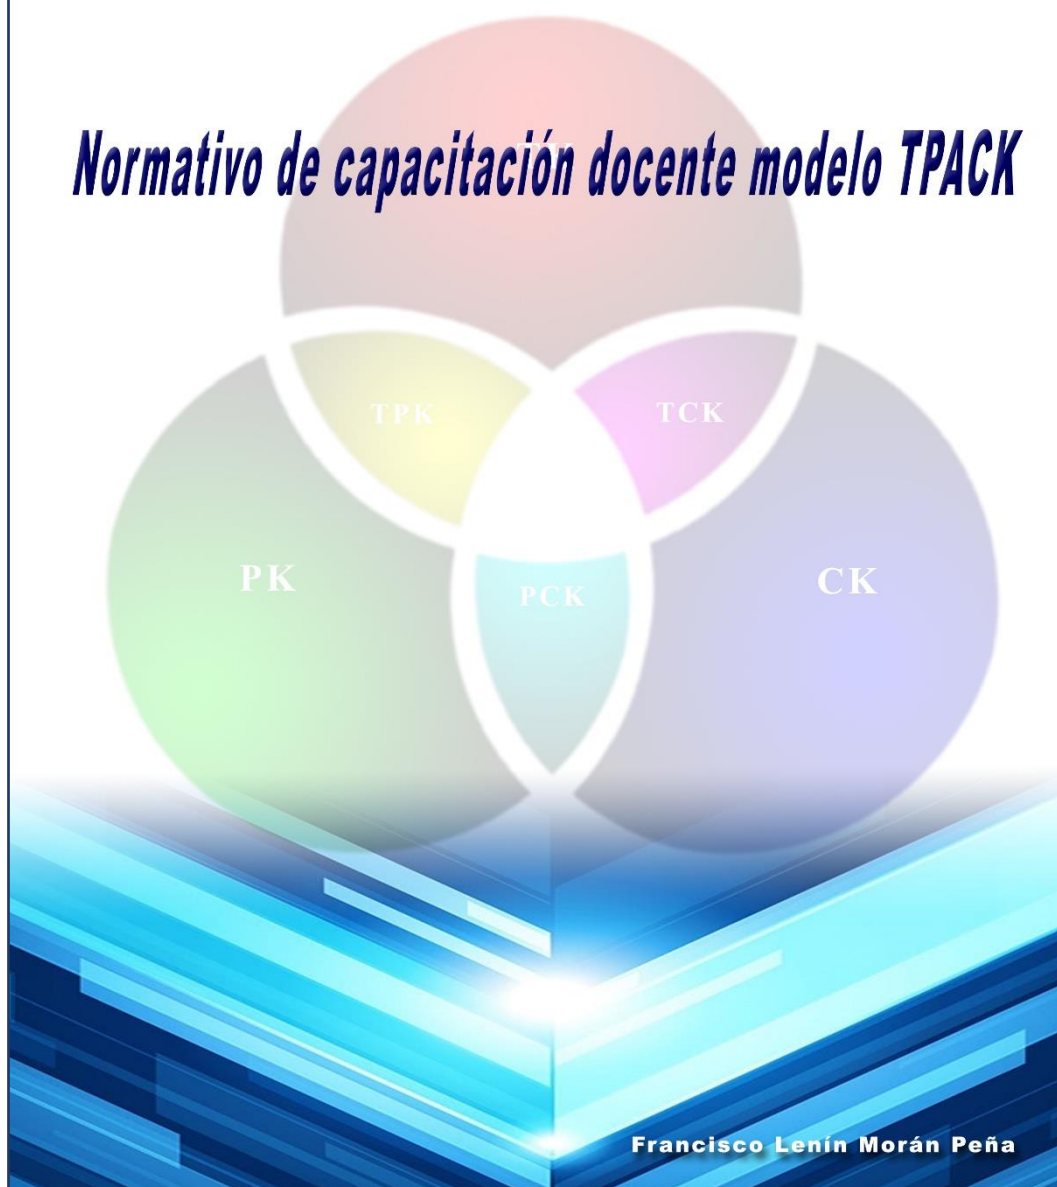 Normativo de capacitación docente modelo TPACK
TPK
TCK
PK
CK
PCK
Francisco Lenín Morán Peña